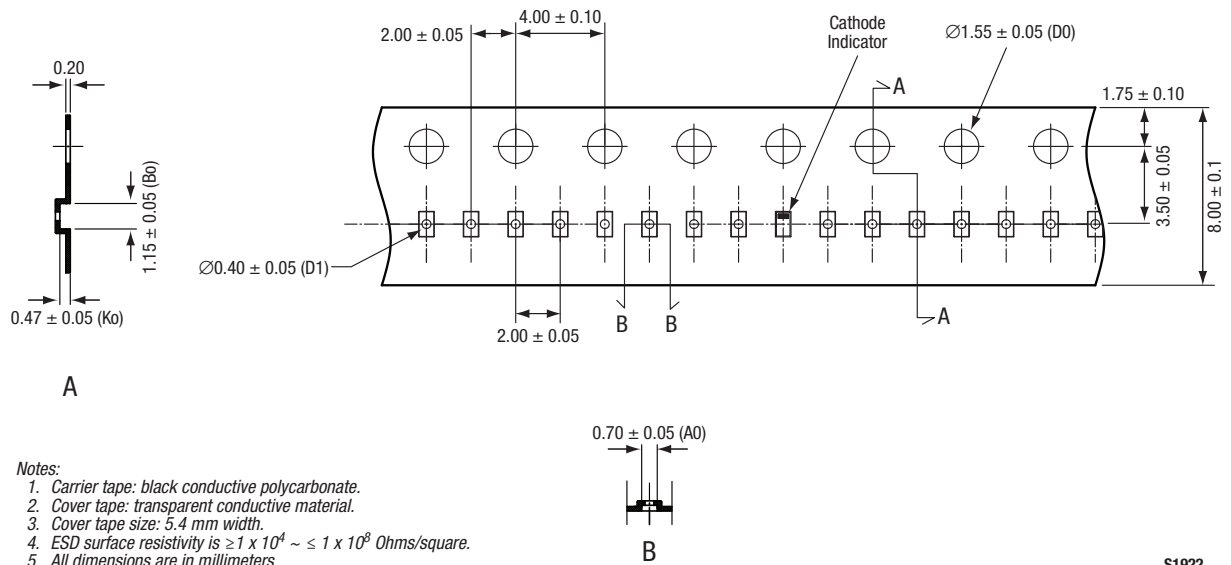 4.00 ± 0.10
2.00 ± 0.05
Cathode
Indicator
∅1.55 ± 0.05 (D0)
0.20
A
1.75 ± 0.10
1.15 ± 0.05 (Bo)
3.50 ± 0.05
8.00 ± 0.1
∅0.40 ± 0.05 (D1)
0.47 ± 0.05 (Ko)
B
B
A
2.00 ± 0.05
A
0.70 ± 0.05 (A0)
B
Notes:
1. Carrier tape: black conductive polycarbonate.
2. Cover tape: transparent conductive material.
3. Cover tape size: 5.4 mm width.
4. ESD surface resistivity is ≥1 x 10⁴ ~ ≤ 1 x 10⁸ Ohms/square.
5. All dimensions are in millimeters
S1922